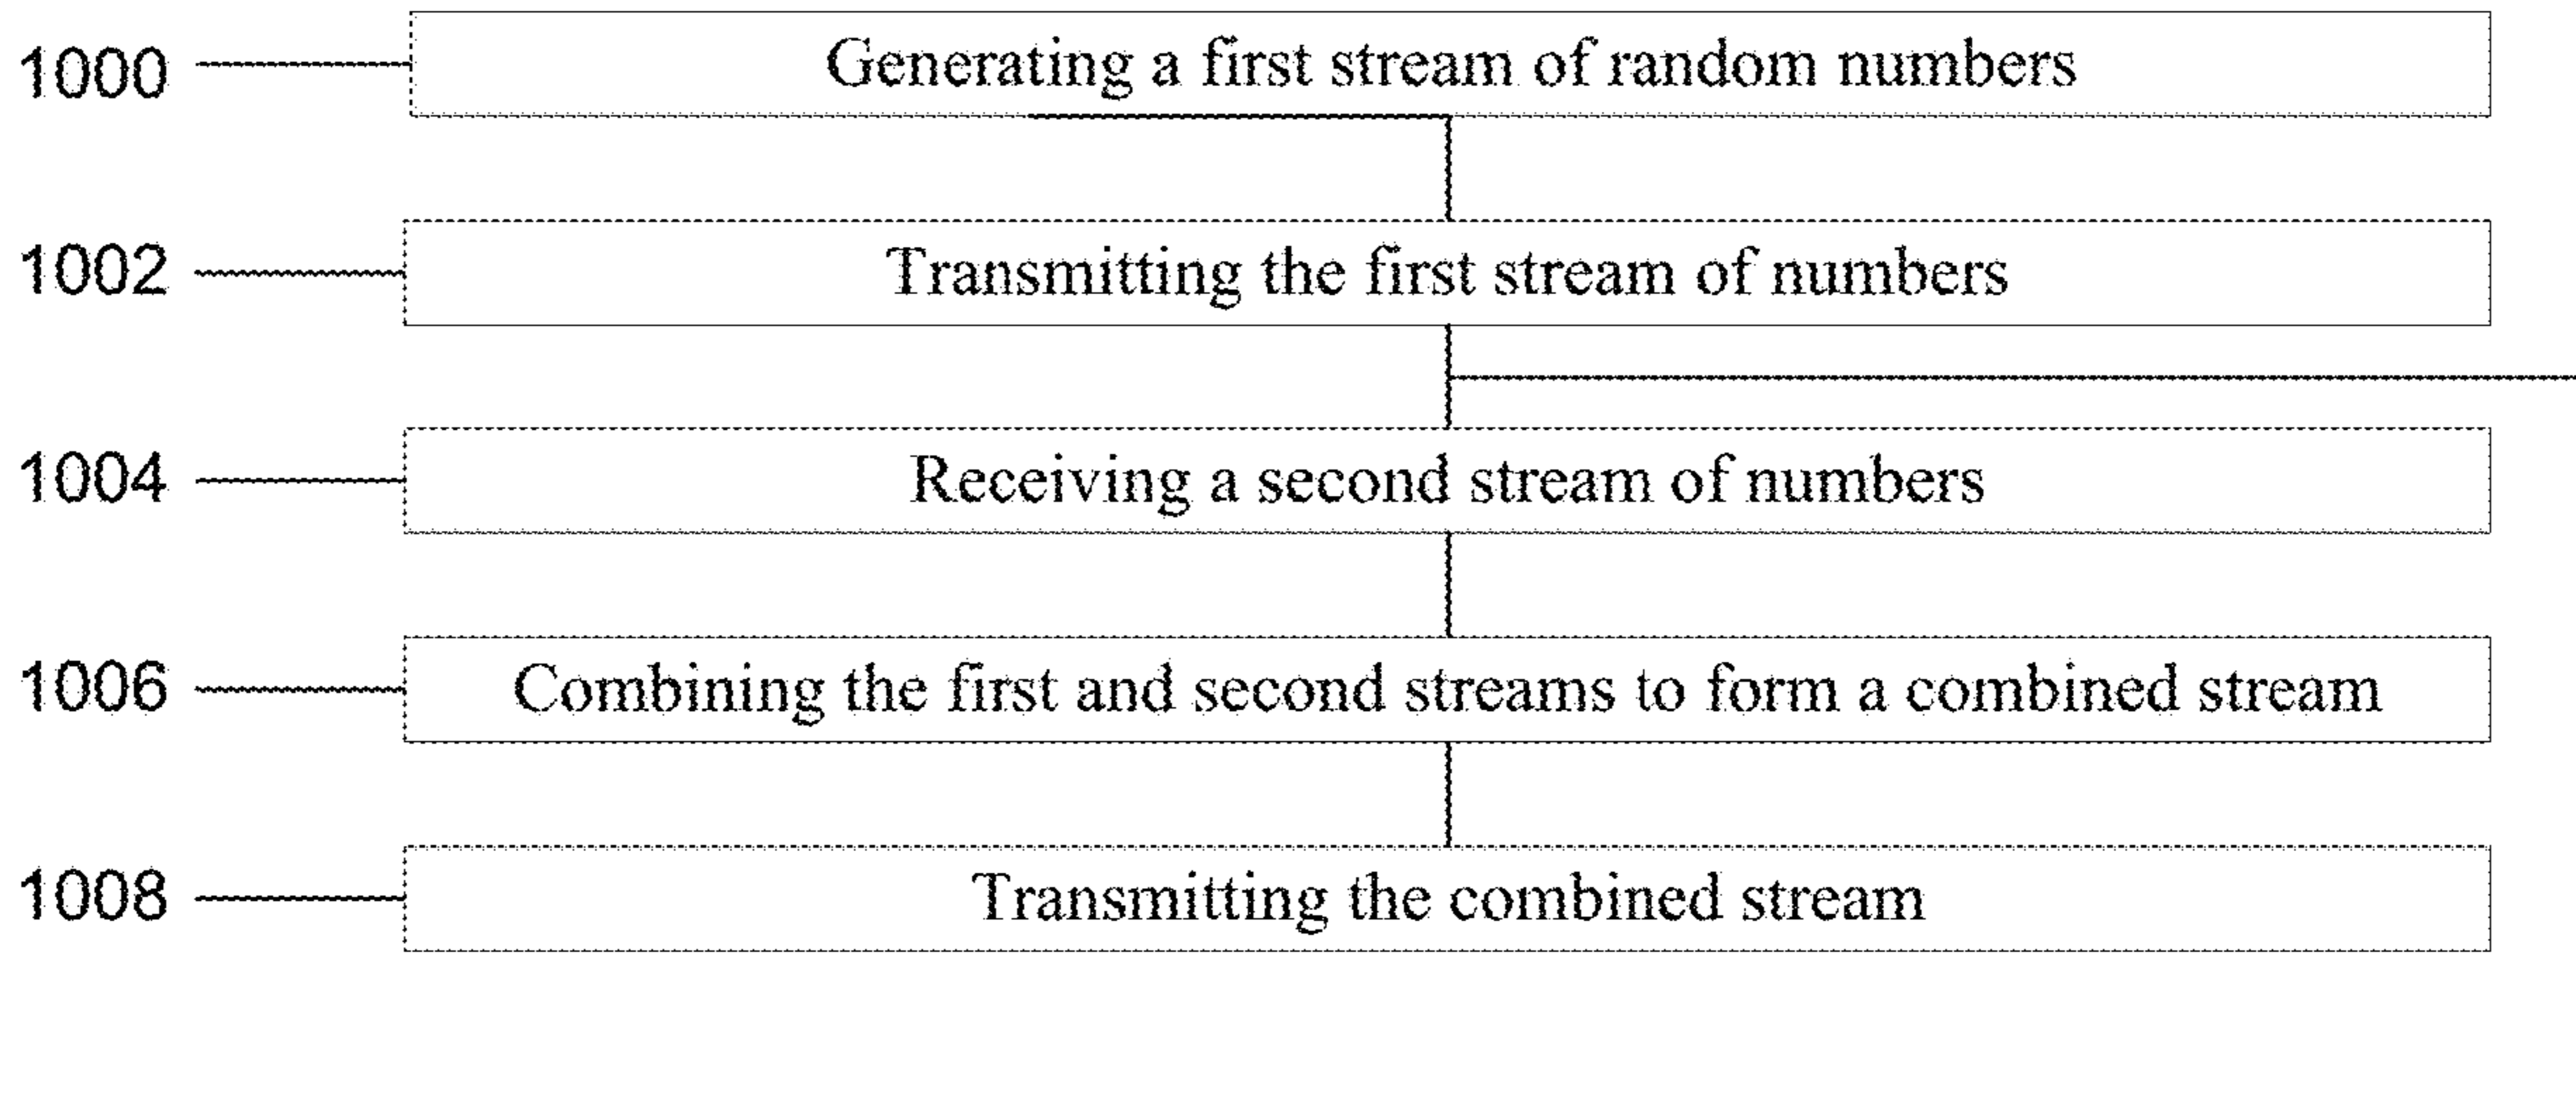 1000 Generating a first stream of random numbers
1002 Transmitting the first stream of numbers
1004 Receiving a second stream of numbers
1006 Combining the first and second streams to form a combined stream
1008 Transmitting the combined stream